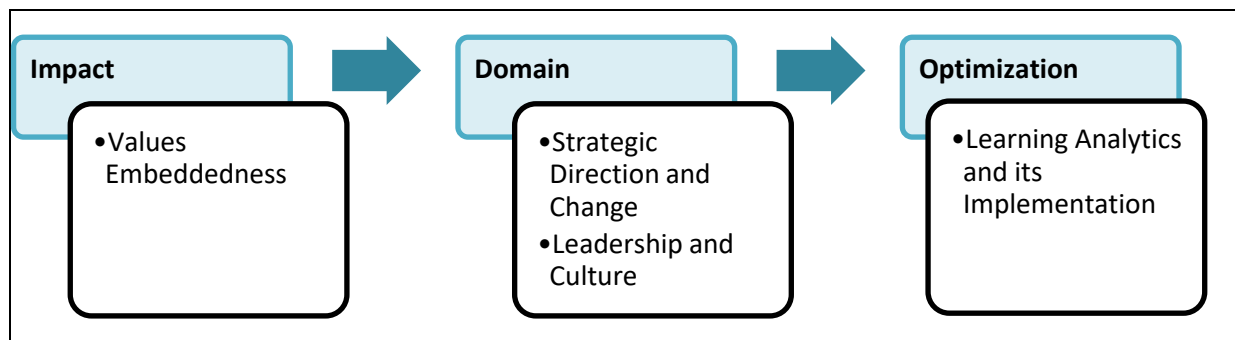 Impact
•Values
Embeddedness
Domain
•Strategic
Direction and
Change
•Leadership and
Culture
Optimization
•Learning Analytics
and its
Implementation